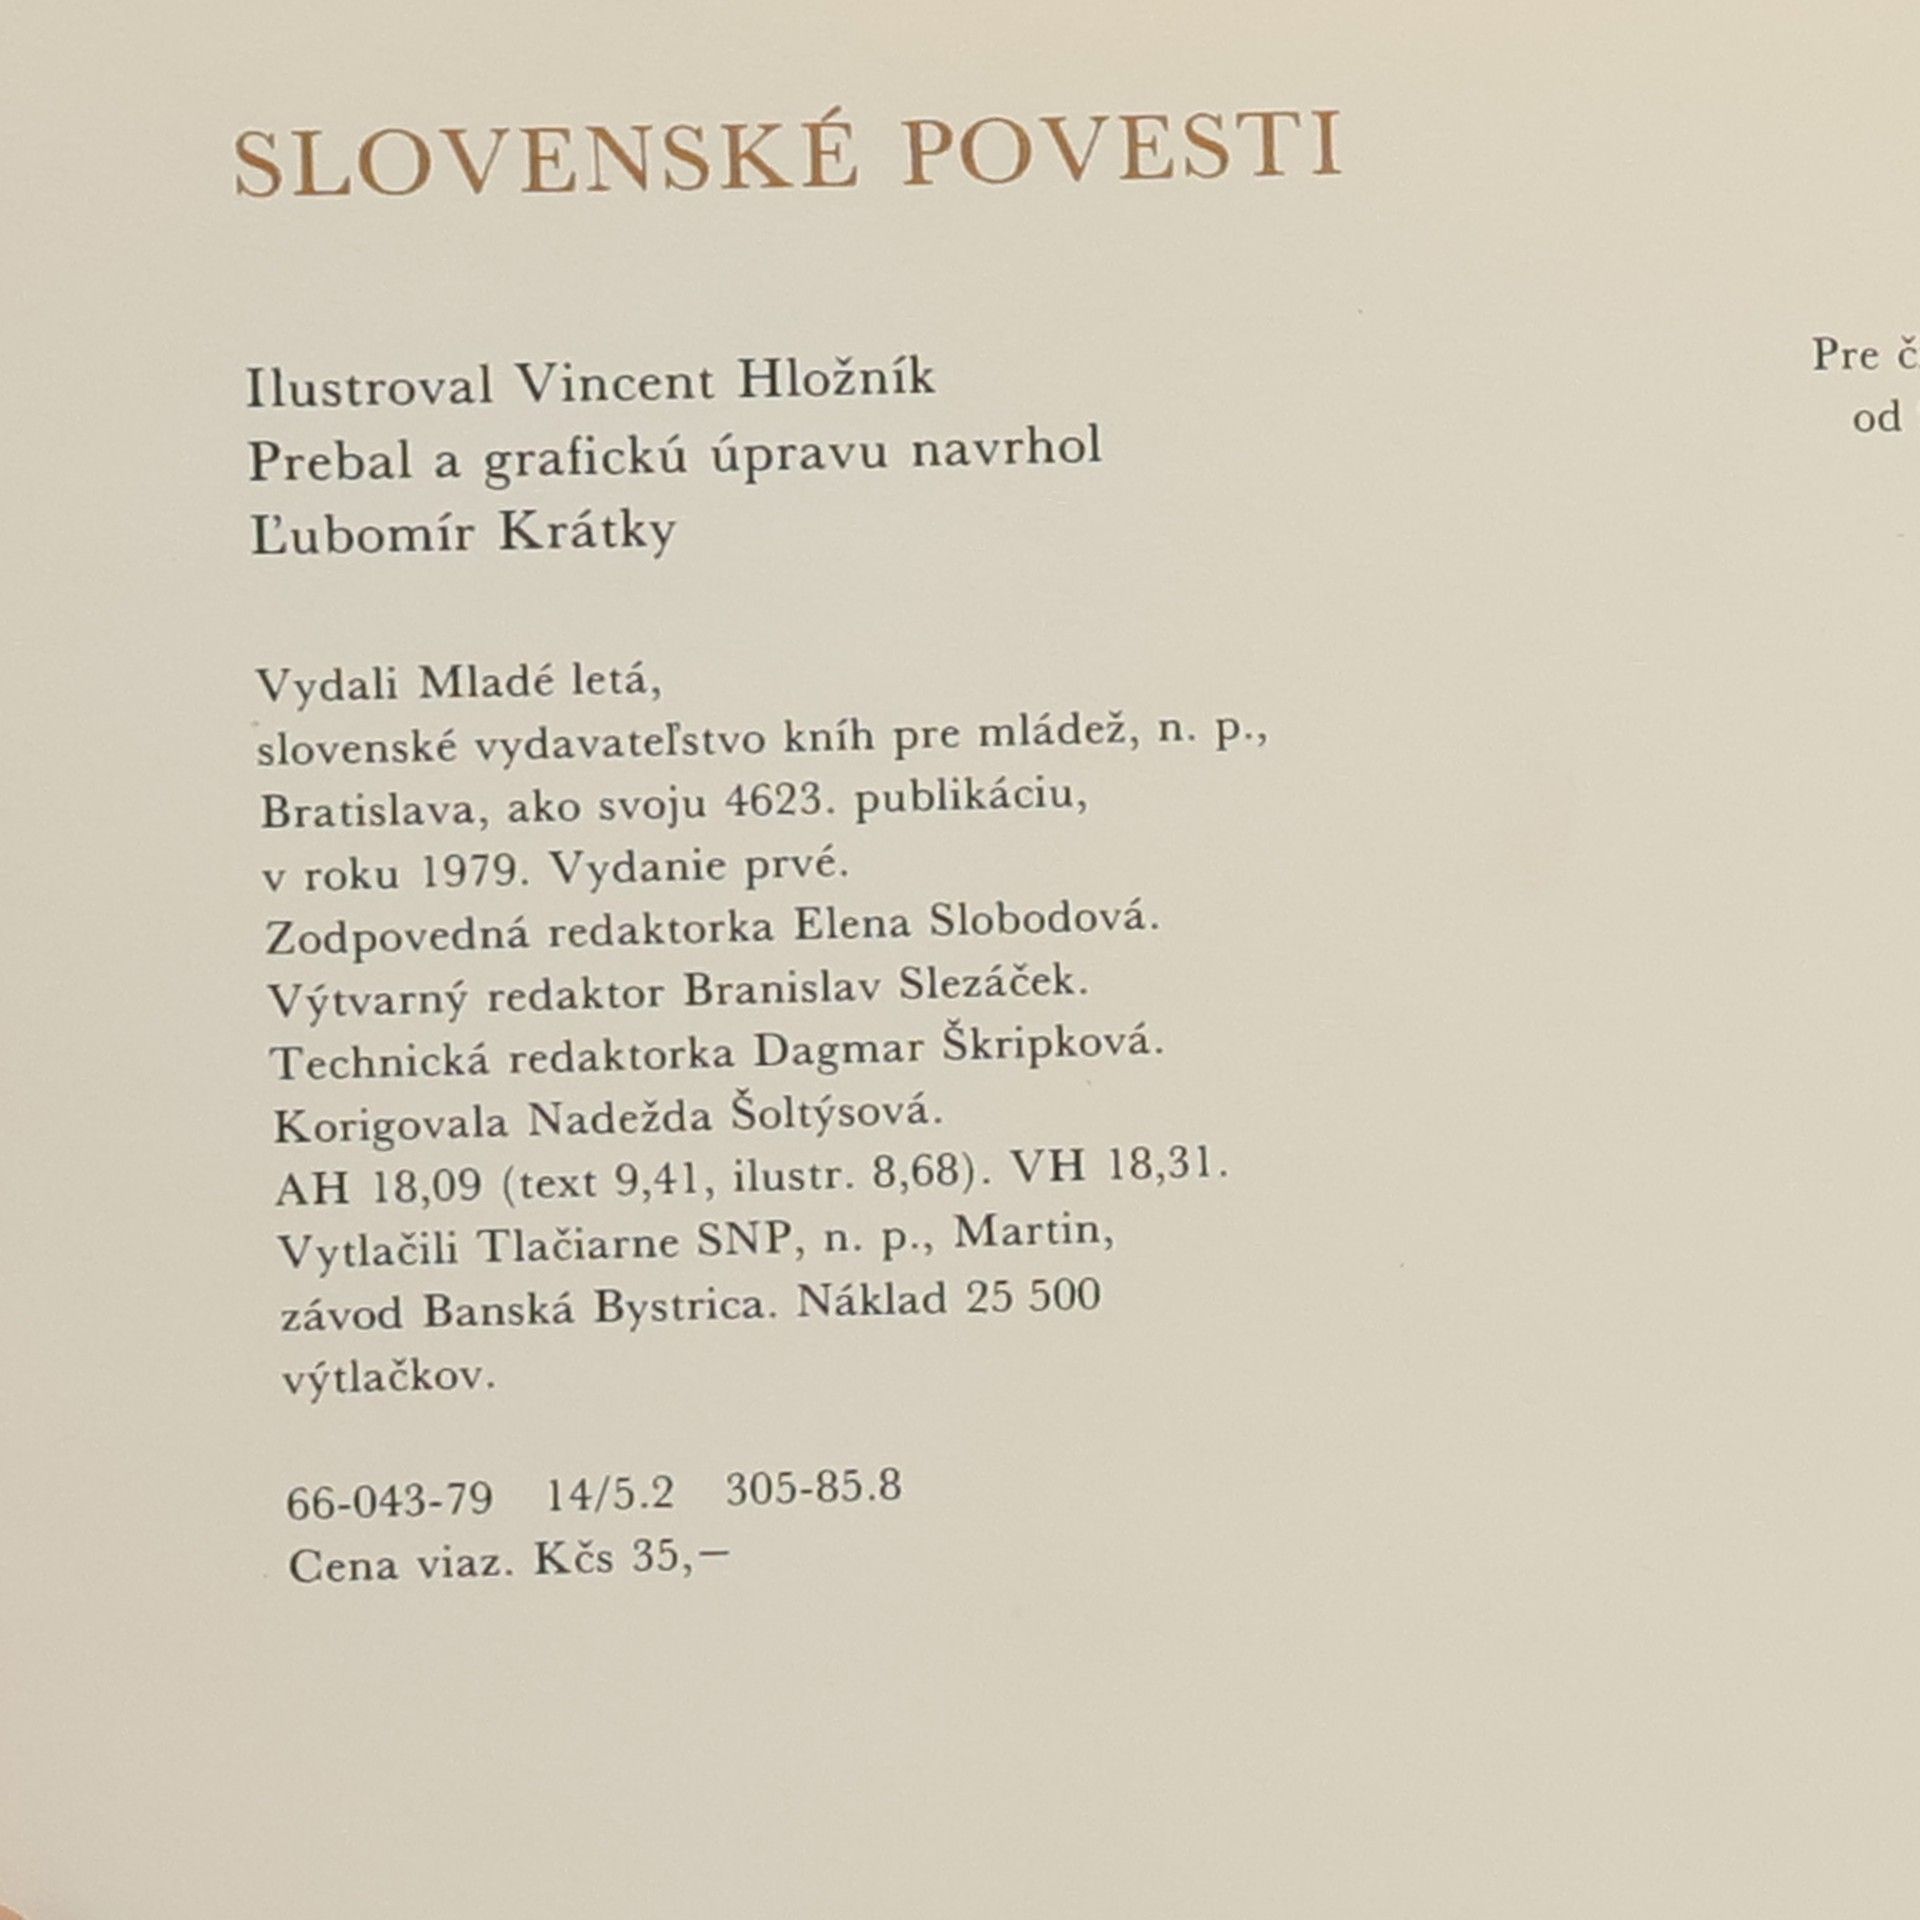 SLOVENSKÉ POVESTI
Ilustroval Vincent Hložník
Prebal a grafickú úpravu navrhol
Ľubomír Krátky
Vydali Mladé letá,
slovenské vydavateľstvo kníh pre mládež, n. p.,
Bratislava, ako svoju 4623. publikáciu,
v roku 1979. Vydanie prvé.
Zodpovedná redaktorka Elena Slobodová.
Výtvarný redaktor Branislav Slezáček.
Technická redaktorka Dagmar Škripková.
Korigovala Nadežda Šoltýsová.
AH 18,09 (text 9,41, ilustr. 8,68). VH 18,31.
Vytlačili Tlačiarne SNP, n. p., Martin,
závod Banská Bystrica. Náklad 25 500
výtlačkov.
66-043-79 14/5.2 305-85.8
Cena viaz. Kčs 35,—
Pre
od